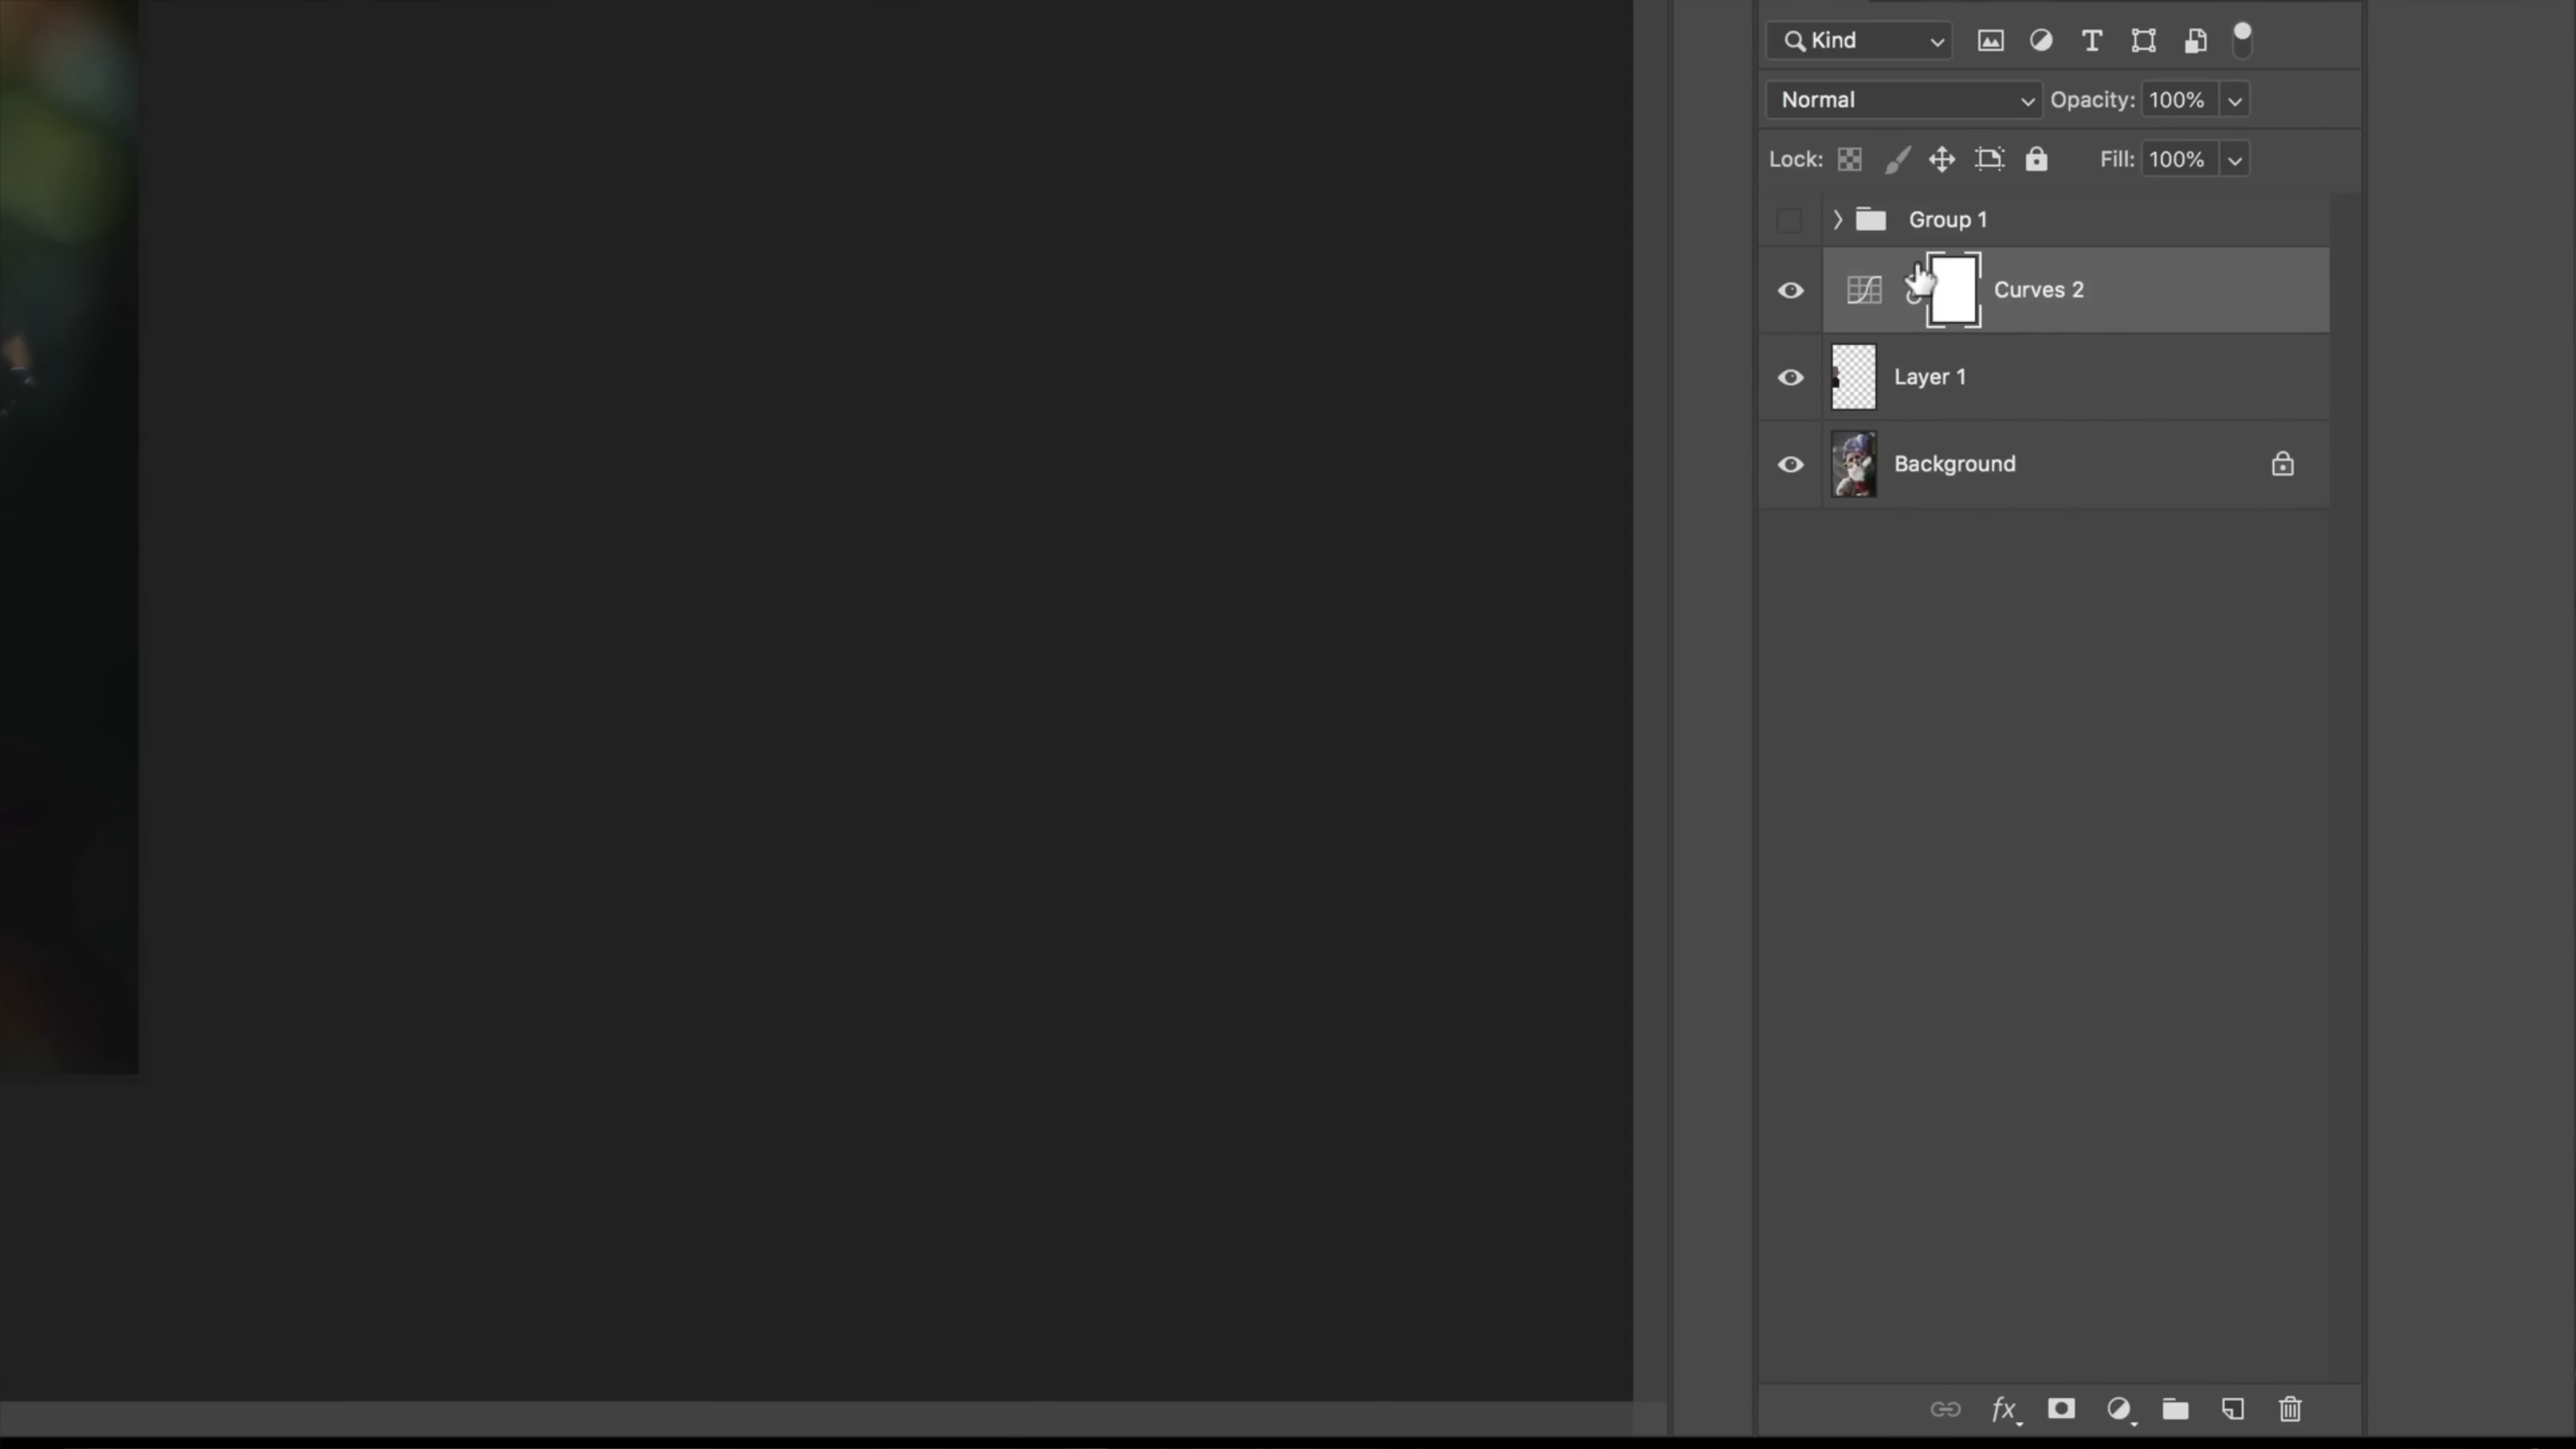 Kind
Normal Opacity: 100%
Lock: Fill: 100%
Group 1
Curves 2
Layer 1
Background
fx